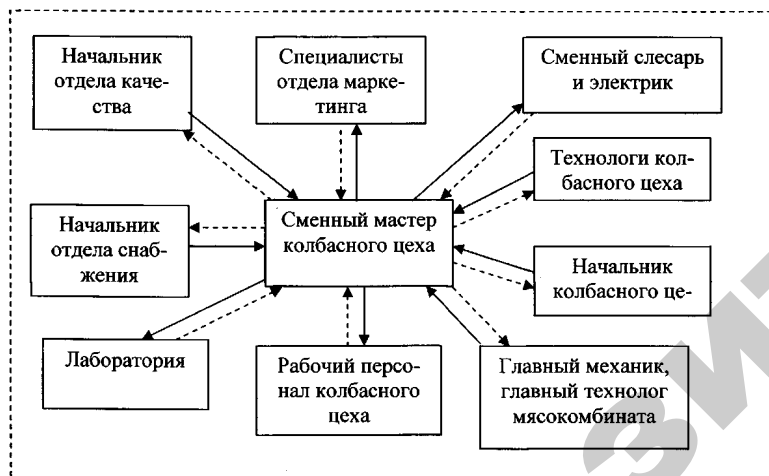 Начальник
отдела каче-
ства
Специалисты
отдела марке-
тинга
Сменный слесарь
и электрик
Технологи кол-
басного цеха
Начальник
отдела снаб-
жения
Сменный мастер
колбасного цеха
Начальник
колбасного це-
Лаборатория
Рабочий персо-
нал колбасного
цеха
Главный механик,
главный технолог
мясокомбината
ЗИТ